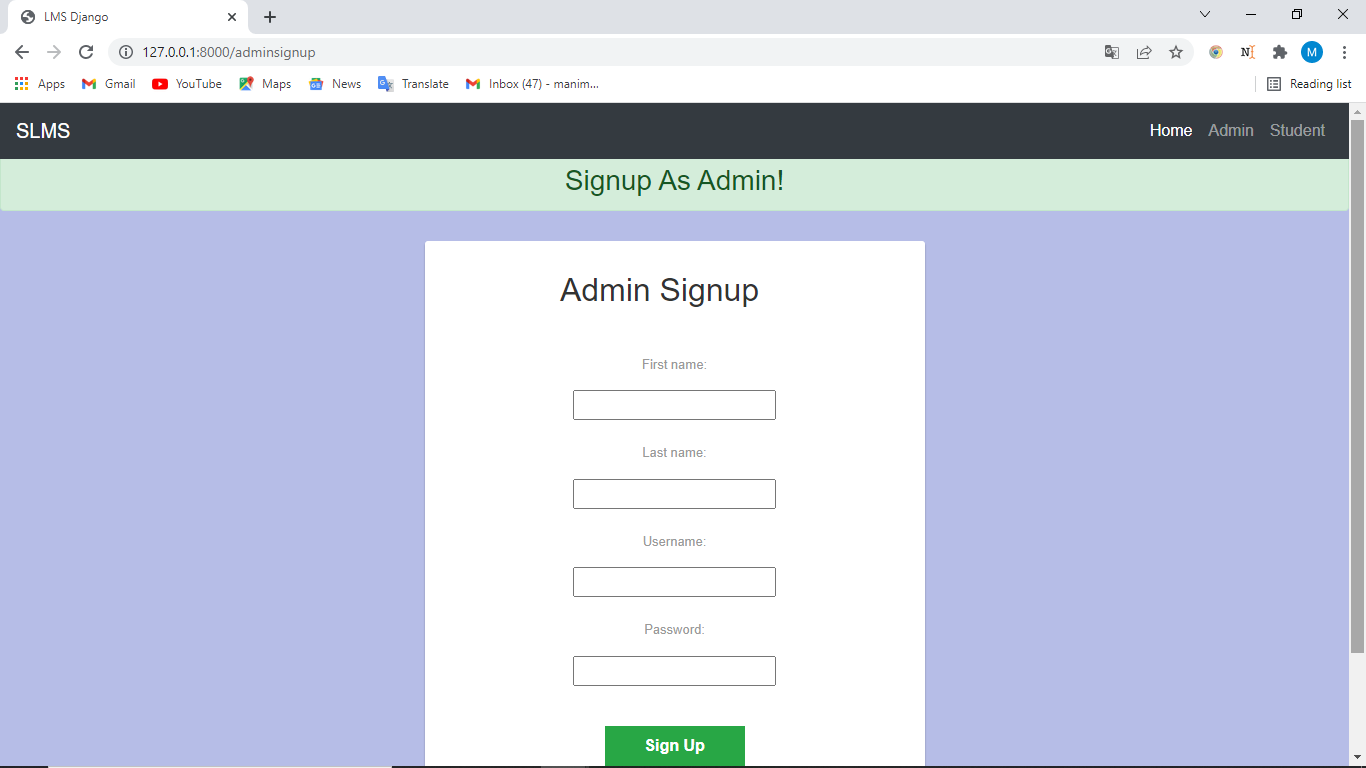 LMS Django
127.0.0.1:8000/adminsignup
Apps Gmail YouTube Maps News Translate Inbox (47) - manim... Reading list
SLMS Home Admin Student
Signup As Admin!
Admin Signup
First name:
Last name:
Username:
Password:
Sign Up